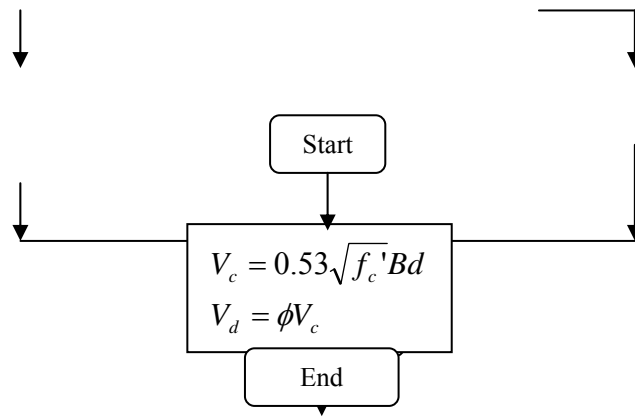 Start
V_c = 0.53√f_c' Bd
V_d = ϕV_c
End